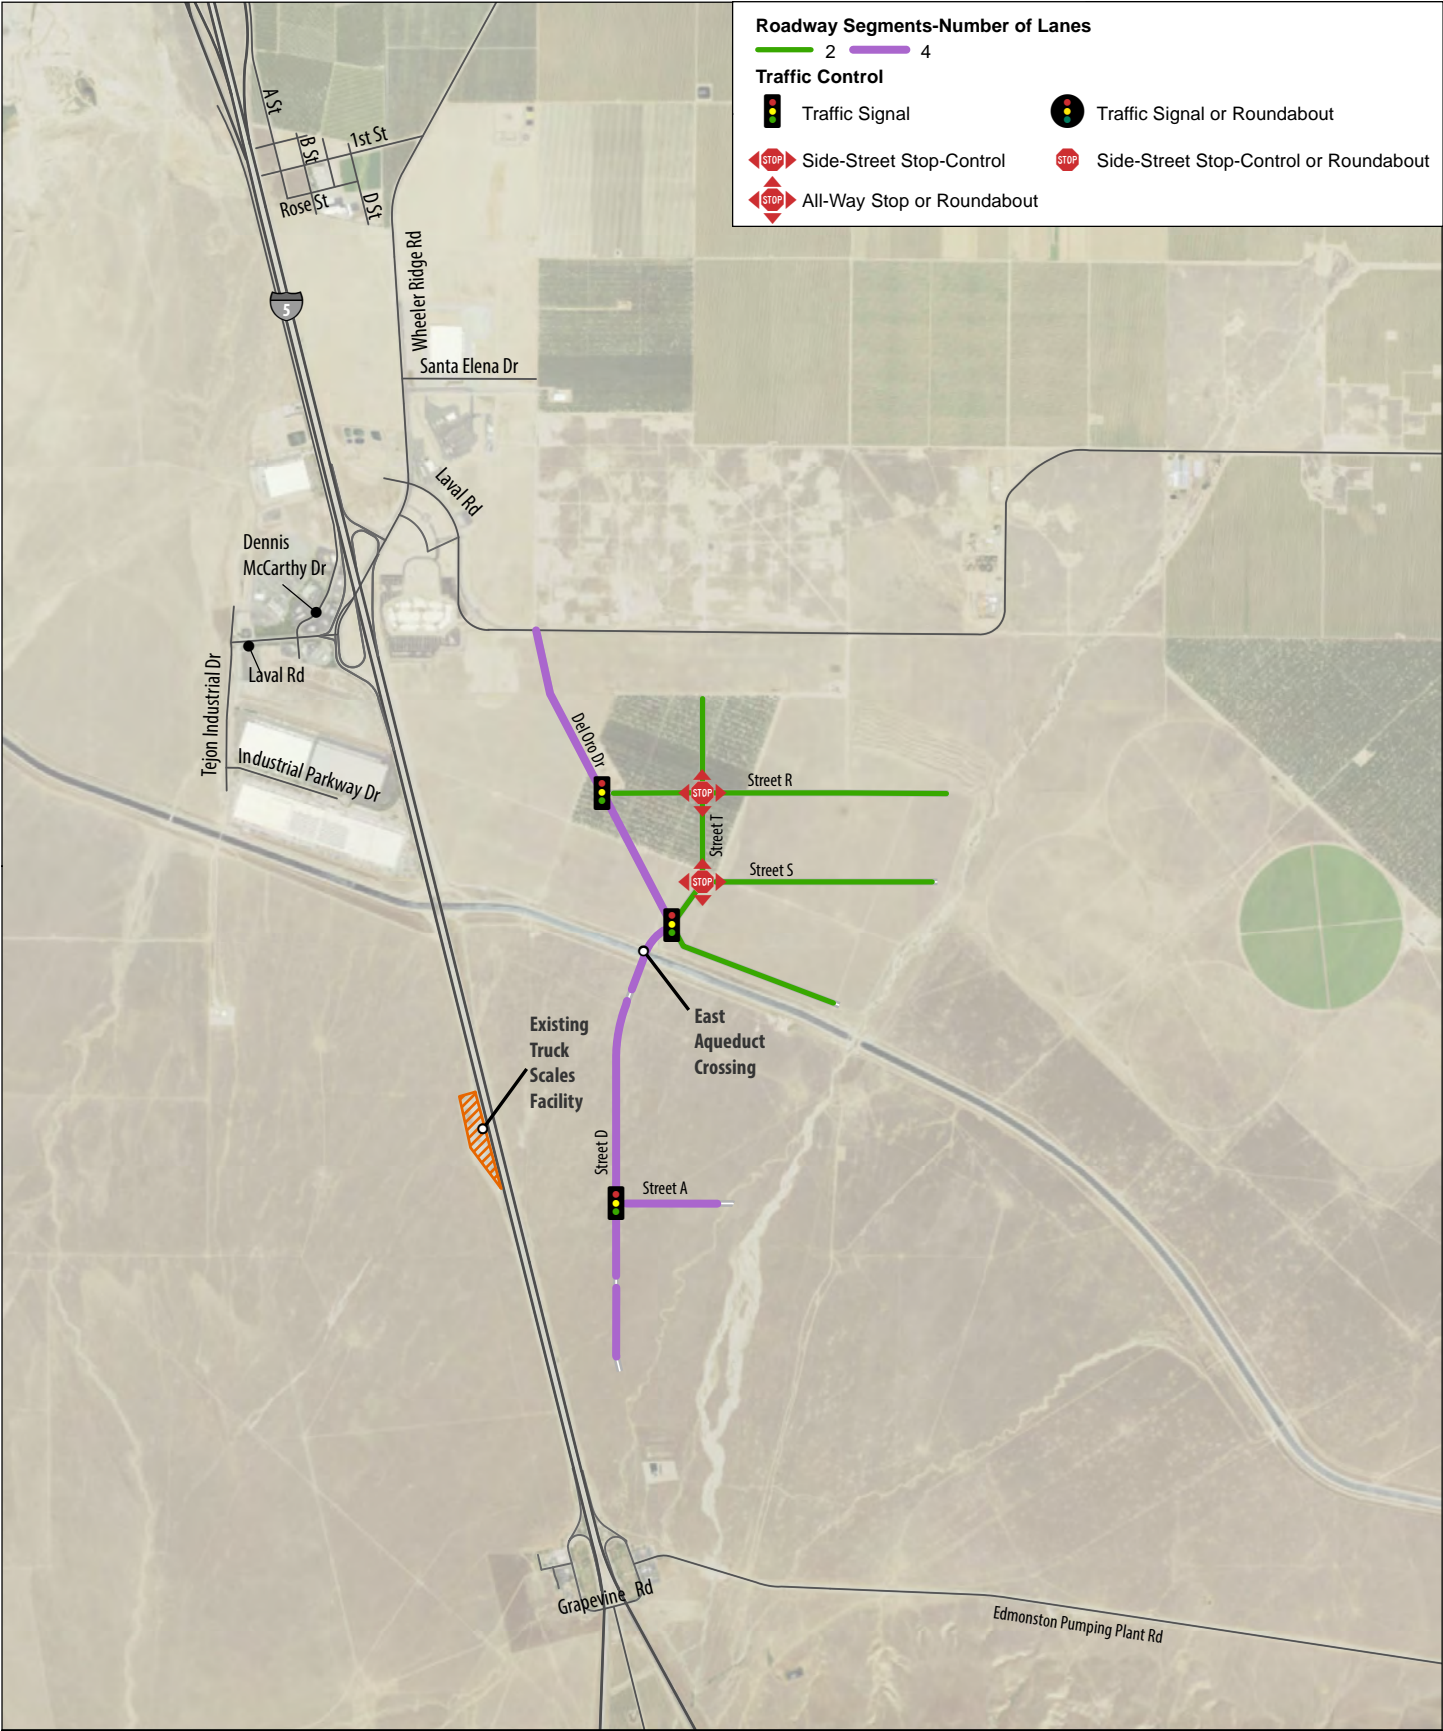 Roadway Segments-Number of Lanes
2 4
Traffic Control
Traffic Signal
Traffic Signal or Roundabout
STOP Side-Street Stop-Control
STOP Side-Street Stop-Control or Roundabout
STOP All-Way Stop or Roundabout
A St
B St
1st St
Rose St
D St
Wheeler Ridge Rd
5
Santa Elena Dr
Laval Rd
Dennis
McCarthy Dr
Laval Rd
Tejon Industrial Dr
Industrial Parkway Dr
Del Oro Dr
Street R
STOP
Street T
Street S
STOP
East
Aqueduct
Crossing
Existing
Truck
Scales
Facility
Street D
Street A
Grapevine Rd
Edmonston Pumping Plant Rd